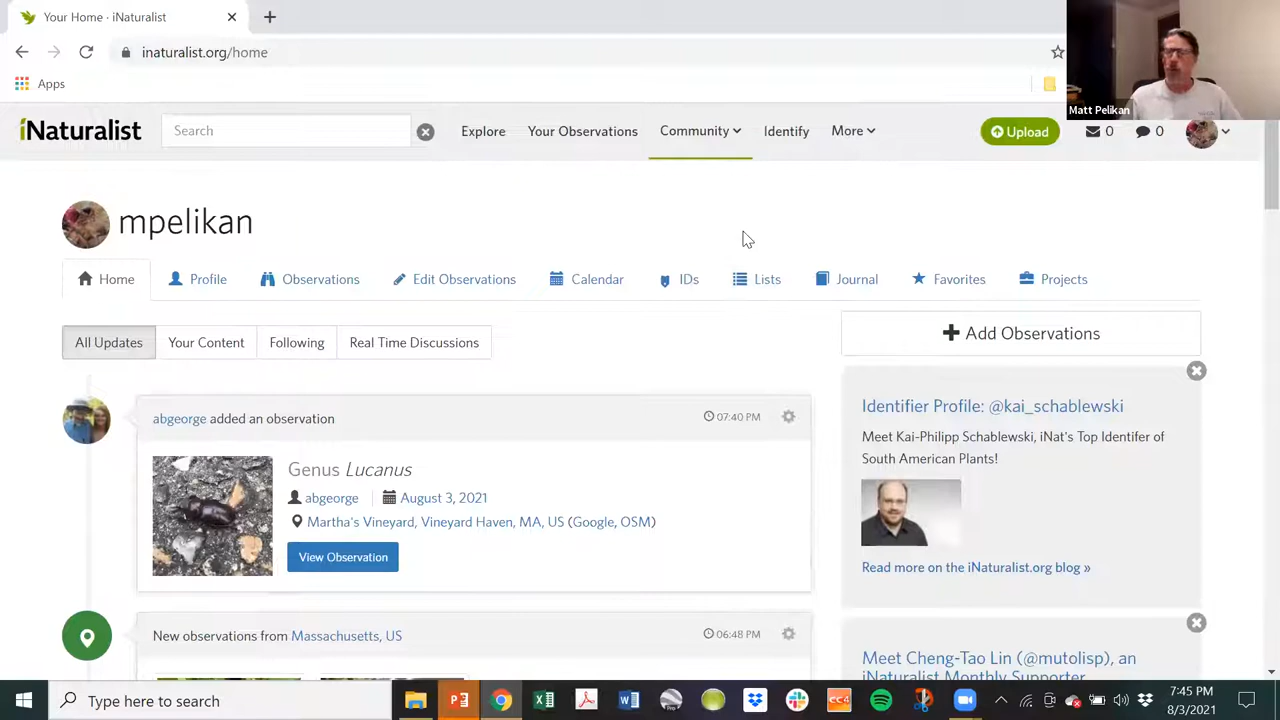 Your Home · iNaturalist
inaturalist.org/home
Apps
Matt Pelikan
iNaturalist
Search
Explore
Your Observations
Community
Identify
More
Upload
0
0
mpelikan
Home
Profile
Observations
Edit Observations
Calendar
IDs
Lists
Journal
Favorites
Projects
All Updates
Your Content
Following
Real Time Discussions
Add Observations
abgeorge added an observation
07:40 PM
Genus Lucanus
abgeorge
August 3, 2021
Martha's Vineyard, Vineyard Haven, MA, US (Google, OSM)
View Observation
New observations from Massachusetts, US
06:48 PM
Identifier Profile: @kai_schablewski
Meet Kai-Philipp Schablewski, iNat's Top Identifer of
South American Plants!
Read more on the iNaturalist.org blog »
Meet Cheng-Tao Lin (@mutolisp), an
iNaturalist Monthly Supporter
Type here to search
CC4
7:45 PM
8/3/2021